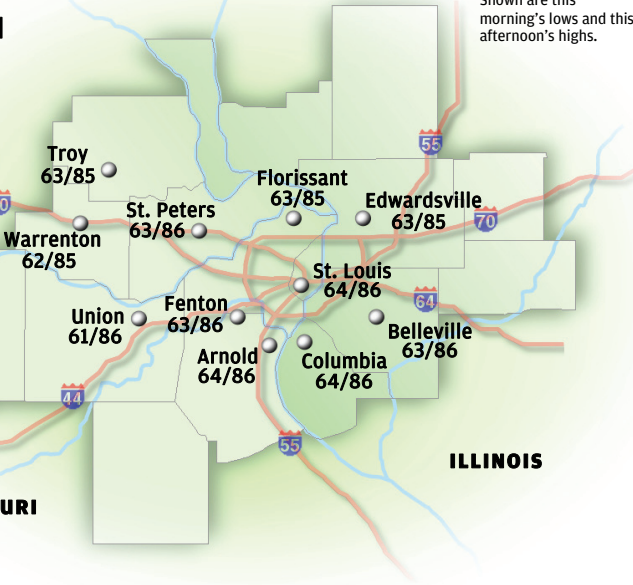 Shown are this
morning's lows and this
afternoon's highs.
55
Troy
63/85
Florissant
63/85
Edwardsville
63/85
St. Peters
63/86
70
Warrenton
62/85
St. Louis
64/86
64
Fenton
63/86
Union
61/86
Belleville
63/86
Arnold
64/86
Columbia
64/86
44
55
ILLINOIS
URI